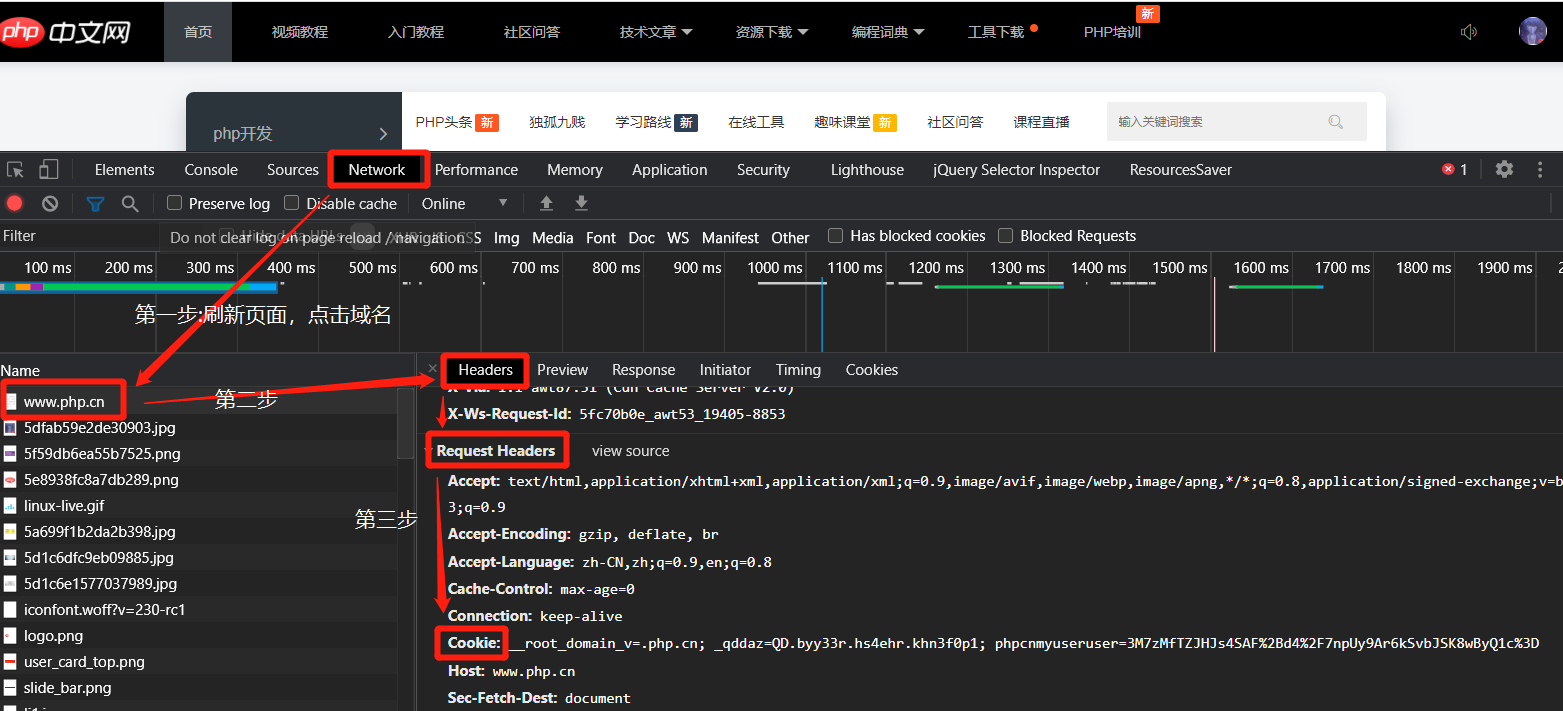 php 中文网 首页 视频教程 入门教程 社区问答 技术文章 资源下载 编程词典 工具下载 PHP培训 新
php开发 PHP头条 新 独孤九贱 学习路线 新 在线工具 趣味课堂 新 社区问答 课程直播 输入关键词搜索
Elements Console Sources Network Performance Memory Application Security Lighthouse jQuery Selector Inspector ResourcesSaver 1
Preserve log Disable cache Online
Filter Do not clear log on page reload / navigation Img Media Font Doc WS Manifest Other Has blocked cookies Blocked Requests
100 ms 200 ms 300 ms 400 ms 500 ms 600 ms 700 ms 800 ms 900 ms 1000 ms 1100 ms 1200 ms 1300 ms 1400 ms 1500 ms 1600 ms 1700 ms 1800 ms 1900 ms
第一步:刷新页面，点击域名
Name
www.php.cn
第二步
5dfab59e2de30903.jpg
5f59db6ea55b7525.png
5e8938fc8a7db289.png
linux-live.gif
5a699f1b2da2b398.jpg
第三步
5d1c6dfc9eb09885.jpg
5d1c6e1577037989.jpg
iconfont.woff?v=230-rc1
logo.png
user_card_top.png
slide_bar.png
Headers Preview Response Initiator Timing Cookies
X-Ws-Request-Id: 5fc70b0e_awt53_19405-8853
Request Headers view source
Accept: text/html,application/xhtml+xml,application/xml;q=0.9,image/avif,image/webp,image/apng,*/*;q=0.8,application/signed-exchange;v=b
3;q=0.9
Accept-Encoding: gzip, deflate, br
Accept-Language: zh-CN,zh;q=0.9,en;q=0.8
Cache-Control: max-age=0
Connection: keep-alive
Cookie: __root_domain_v=.php.cn; _qddaz=QD.byy33r.hs4ehr.khn3f0p1; phpcnmyuseruser=3M7zMfTZJHJs4SAF%2Bd4%2F7npUy9Ar6kSvbJSK8wByQ1c%3D
Host: www.php.cn
Sec-Fetch-Dest: document